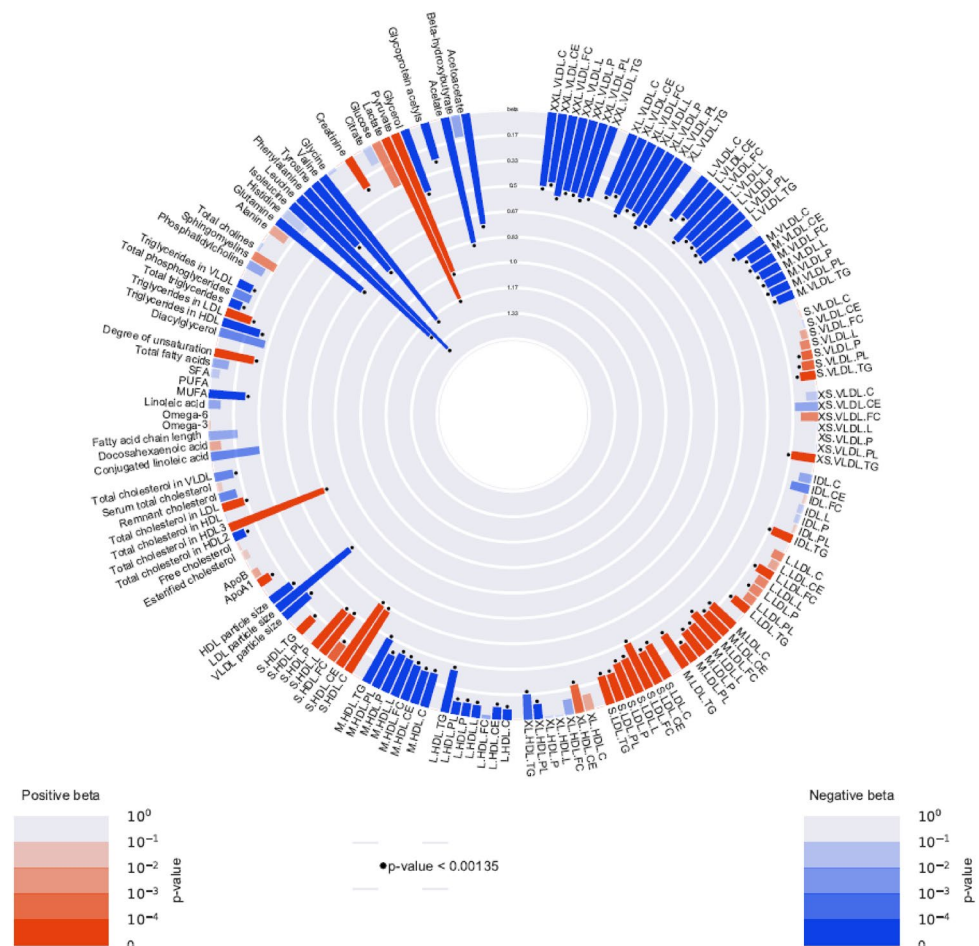 beta
0.17
0.33
0.5
0.67
0.83
1.0
1.17
1.33
XXL.VLDL.C
XXL.VLDL.CE
XXL.VLDL.FC
XXL.VLDL.L
XXL.VLDL.P
XXL.VLDL.PL
XXL.VLDL.TG
XL.VLDL.C
XL.VLDL.CE
XL.VLDL.FC
XL.VLDL.L
XL.VLDL.P
XL.VLDL.PL
XL.VLDL.TG
L.VLDL.C
L.VLDL.CE
L.VLDL.FC
L.VLDL.L
L.VLDL.P
L.VLDL.PL
L.VLDL.TG
M.VLDL.C
M.VLDL.CE
M.VLDL.FC
M.VLDL.L
M.VLDL.P
M.VLDL.PL
M.VLDL.TG
S.VLDL.C
S.VLDL.CE
S.VLDL.FC
S.VLDL.L
S.VLDL.P
S.VLDL.PL
S.VLDL.TG
XS.VLDL.C
XS.VLDL.CE
XS.VLDL.FC
XS.VLDL.L
XS.VLDL.P
XS.VLDL.PL
XS.VLDL.TG
IDL.C
IDL.CE
IDL.FC
IDL.L
IDL.P
IDL.PL
IDL.TG
L.LDL.C
L.LDL.CE
L.LDL.FC
L.LDL.L
L.LDL.P
L.LDL.PL
L.LDL.TG
M.LDL.C
M.LDL.CE
M.LDL.FC
M.LDL.L
M.LDL.P
M.LDL.PL
M.LDL.TG
S.LDL.C
S.LDL.CE
S.LDL.FC
S.LDL.L
S.LDL.P
S.LDL.PL
S.LDL.TG
XL.HDL.C
XL.HDL.CE
XL.HDL.FC
XL.HDL.L
XL.HDL.P
XL.HDL.PL
XL.HDL.TG
L.HDL.C
L.HDL.CE
L.HDL.FC
L.HDL.L
L.HDL.P
L.HDL.PL
L.HDL.TG
M.HDL.C
M.HDL.CE
M.HDL.FC
M.HDL.L
M.HDL.P
M.HDL.PL
M.HDL.TG
S.HDL.C
S.HDL.CE
S.HDL.FC
S.HDL.L
S.HDL.P
S.HDL.PL
S.HDL.TG
VLDL particle size
LDL particle size
HDL particle size
ApoA1
ApoB
Esterified cholesterol
Free cholesterol
Total cholesterol in HDL2
Total cholesterol in HDL3
Total cholesterol in HDL
Total cholesterol in LDL
Remnant cholesterol
Serum total cholesterol
Total cholesterol in VLDL
Conjugated linoleic acid
Docosahexaenoic acid
Fatty acid chain length
Omega-3
Omega-6
Linoleic acid
MUFA
PUFA
SFA
Total fatty acids
Degree of unsaturation
Diacylglycerol
Triglycerides in HDL
Triglycerides in LDL
Total triglycerides
Total phosphoglycerides
Triglycerides in VLDL
Phosphatidylcholine
Sphingomyelins
Total cholines
Alanine
Glutamine
Histidine
Isoleucine
Leucine
Phenylalanine
Tyrosine
Valine
Glycine
Creatinine
Citrate
Glucose
Lactate
Pyruvate
Glycerol
Glycoprotein acetyls
Acetate
Beta-hydroxybutyrate
Acetoacetate
Positive beta
10⁰
10⁻¹
10⁻²
10⁻³
10⁻⁴
0
p-value
●p-value < 0.00135
Negative beta
10⁰
10⁻¹
10⁻²
10⁻³
10⁻⁴
0
p-value